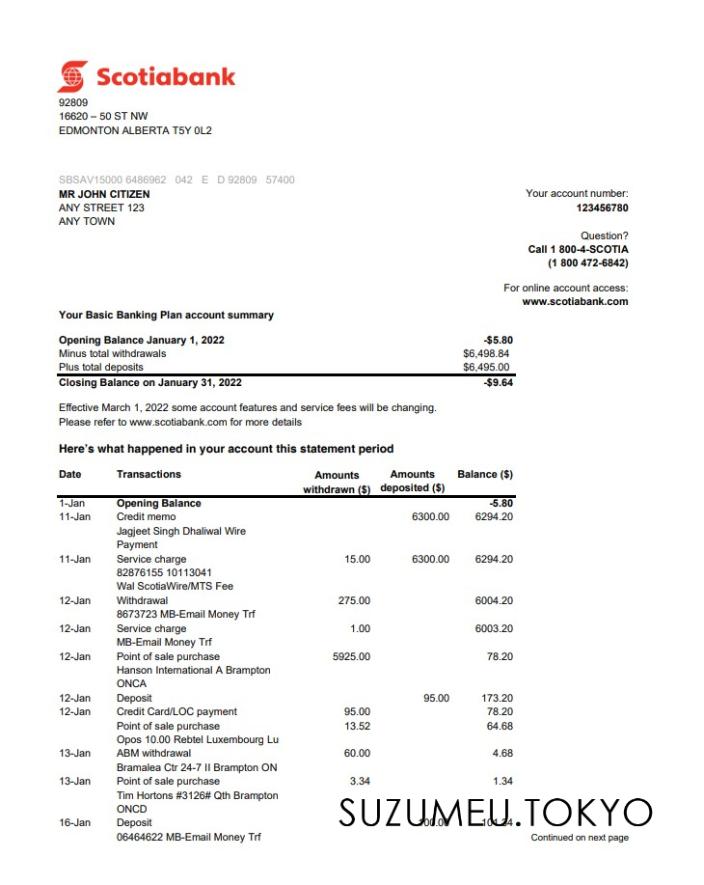 Scotiabank
92809
16620 – 50 ST NW
EDMONTON ALBERTA T5Y 0L2
SBSAV15000 6486962 042 E D 92809 57400
MR JOHN CITIZEN
ANY STREET 123
ANY TOWN
Your account number:
123456780
Question?
Call 1 800-4-SCOTIA
(1 800 472-6842)
For online account access:
www.scotiabank.com
Your Basic Banking Plan account summary
Opening Balance January 1, 2022 -$5.80
Minus total withdrawals $6,498.84
Plus total deposits $6,495.00
Closing Balance on January 31, 2022 -$9.64
Effective March 1, 2022 some account features and service fees will be changing.
Please refer to www.scotiabank.com for more details
Here's what happened in your account this statement period
Date Transactions Amounts withdrawn ($) Amounts deposited ($) Balance ($)
1-Jan Opening Balance -5.80
11-Jan Credit memo 6300.00 6294.20
Jagjeet Singh Dhaliwal Wire
Payment
11-Jan Service charge 15.00 6300.00 6294.20
82876155 10113041
Wal ScotiaWire/MTS Fee
12-Jan Withdrawal 275.00 6004.20
8673723 MB-Email Money Trf
12-Jan Service charge 1.00 6003.20
MB-Email Money Trf
12-Jan Point of sale purchase 5925.00 78.20
Hanson International A Brampton
ONCA
12-Jan Deposit 95.00 173.20
12-Jan Credit Card/LOC payment 95.00 78.20
Point of sale purchase 13.52 64.68
Opos 10.00 Rebtel Luxembourg Lu
13-Jan ABM withdrawal 60.00 4.68
Bramalea Ctr 24-7 II Brampton ON
13-Jan Point of sale purchase 3.34 1.34
Tim Hortons #3126# Qth Brampton
ONCD
16-Jan Deposit 100.00 101.34
06464622 MB-Email Money Trf
SUZUMEU.TOKYO
Continued on next page